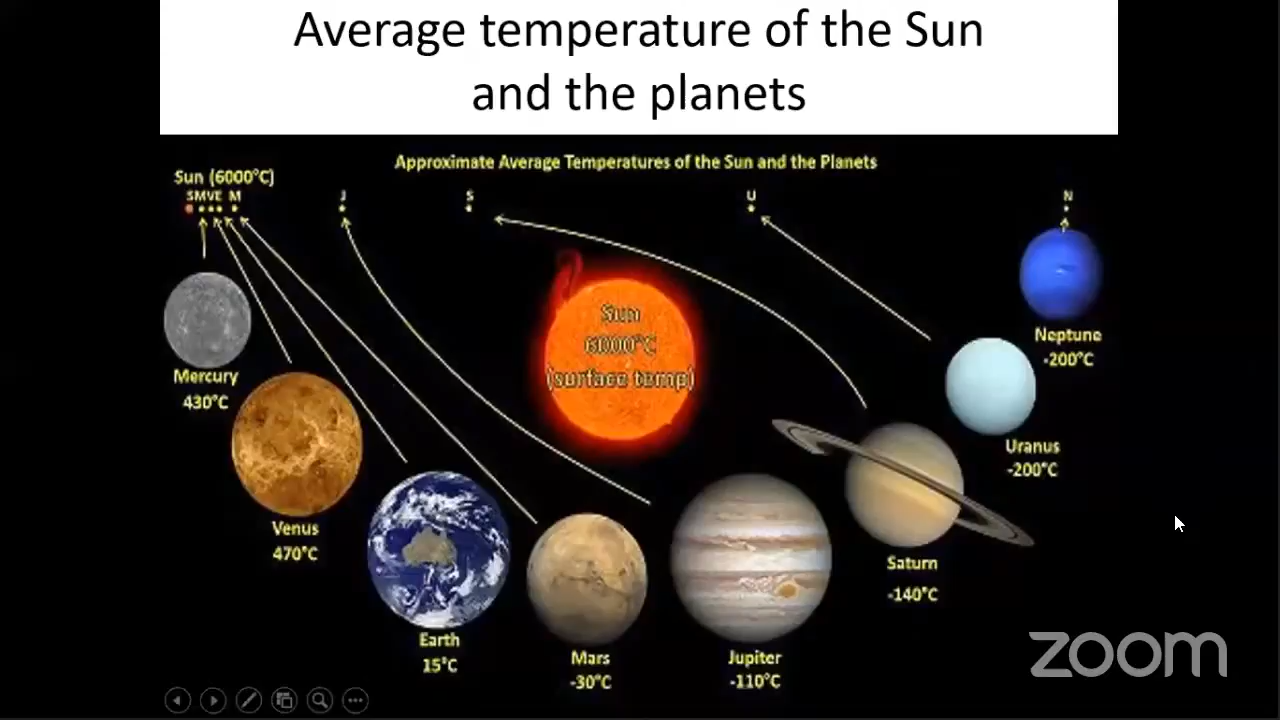 Average temperature of the Sun
and the planets
Approximate Average Temperatures of the Sun and the Planets
Sun (6000°C)
SMVE M
J
S
U
N
Sun
6000°C
(surface temp)
Mercury
430°C
Venus
470°C
Earth
15°C
Mars
-30°C
Jupiter
-110°C
Saturn
-140°C
Uranus
-200°C
Neptune
-200°C
zoom